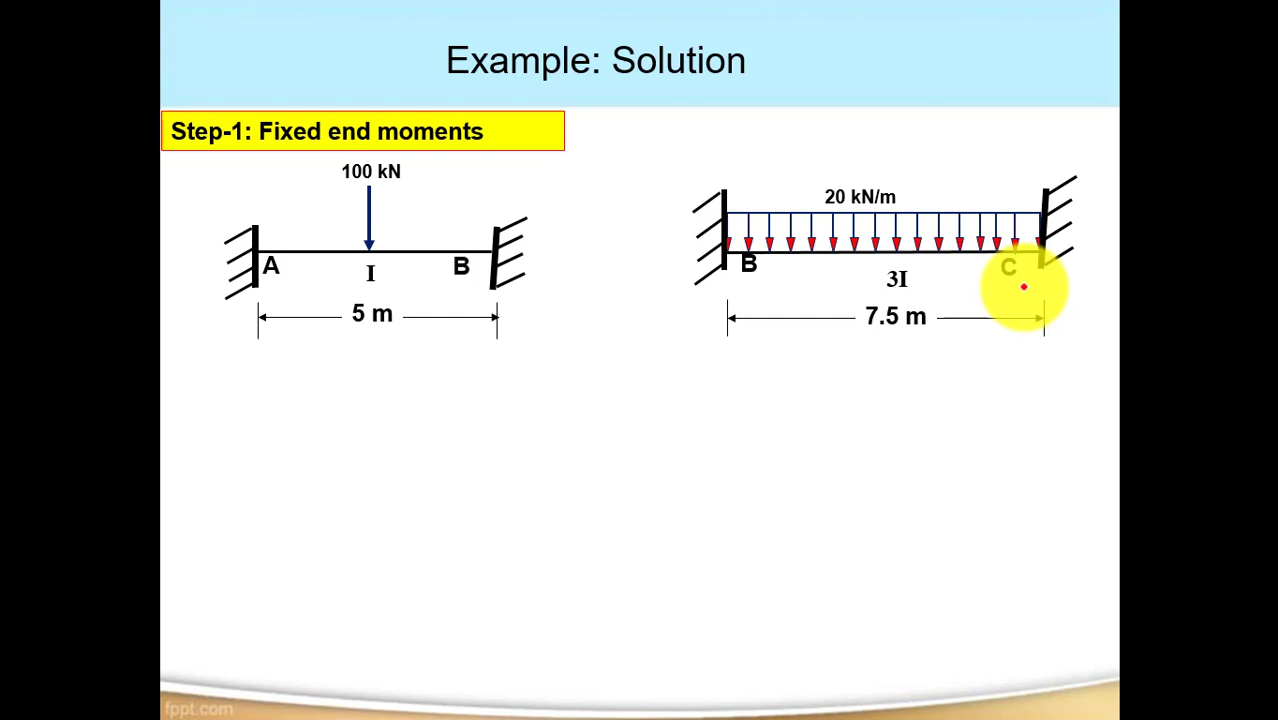 Example: Solution
Step-1: Fixed end moments
100 kN
A
I
B
5 m
20 kN/m
B
3I
C
7.5 m
fppt.com